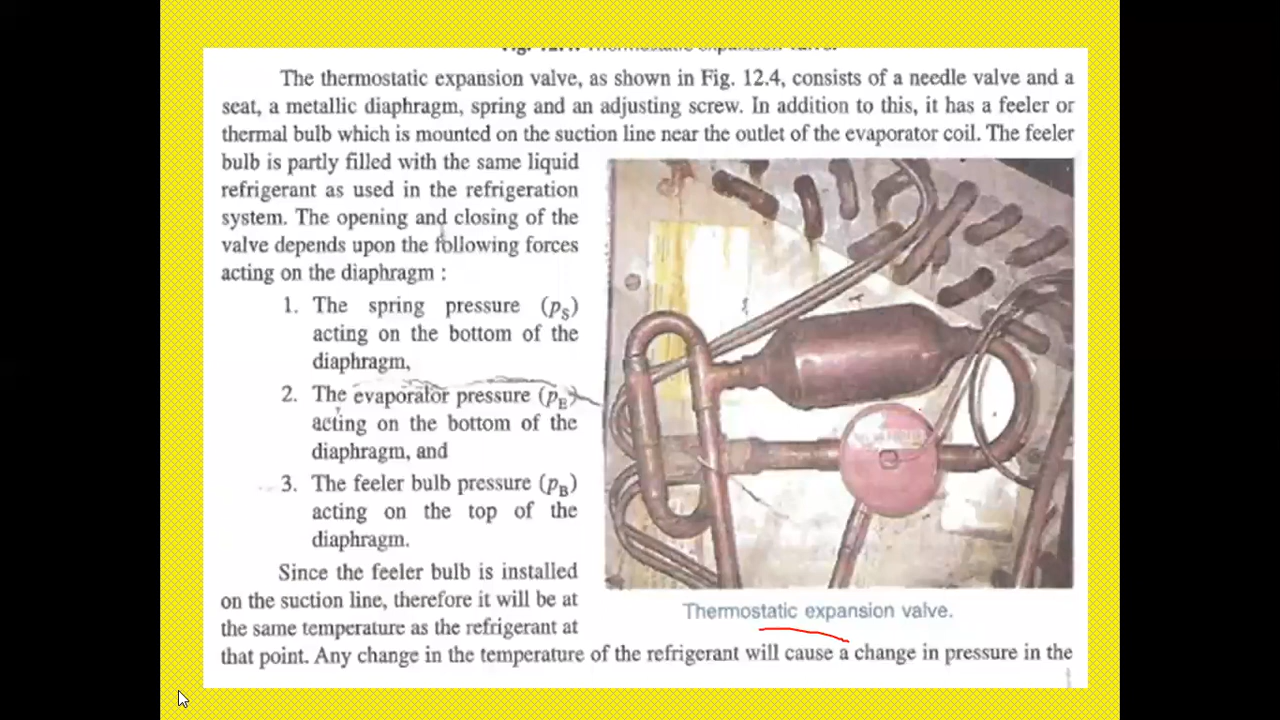 Fig. 12.4. Thermostatic expansion valve.
The thermostatic expansion valve, as shown in Fig. 12.4, consists of a needle valve and a
seat, a metallic diaphragm, spring and an adjusting screw. In addition to this, it has a feeler or
thermal bulb which is mounted on the suction line near the outlet of the evaporator coil. The feeler
bulb is partly filled with the same liquid
refrigerant as used in the refrigeration
system. The opening and closing of the
valve depends upon the following forces
acting on the diaphragm :
1. The spring pressure (pS)
acting on the bottom of the
diaphragm,
2. The evaporator pressure (pE)
acting on the bottom of the
diaphragm, and
3. The feeler bulb pressure (pB)
acting on the top of the
diaphragm.
Since the feeler bulb is installed
on the suction line, therefore it will be at
the same temperature as the refrigerant at
that point. Any change in the temperature of the refrigerant will cause a change in pressure in the
Thermostatic expansion valve.